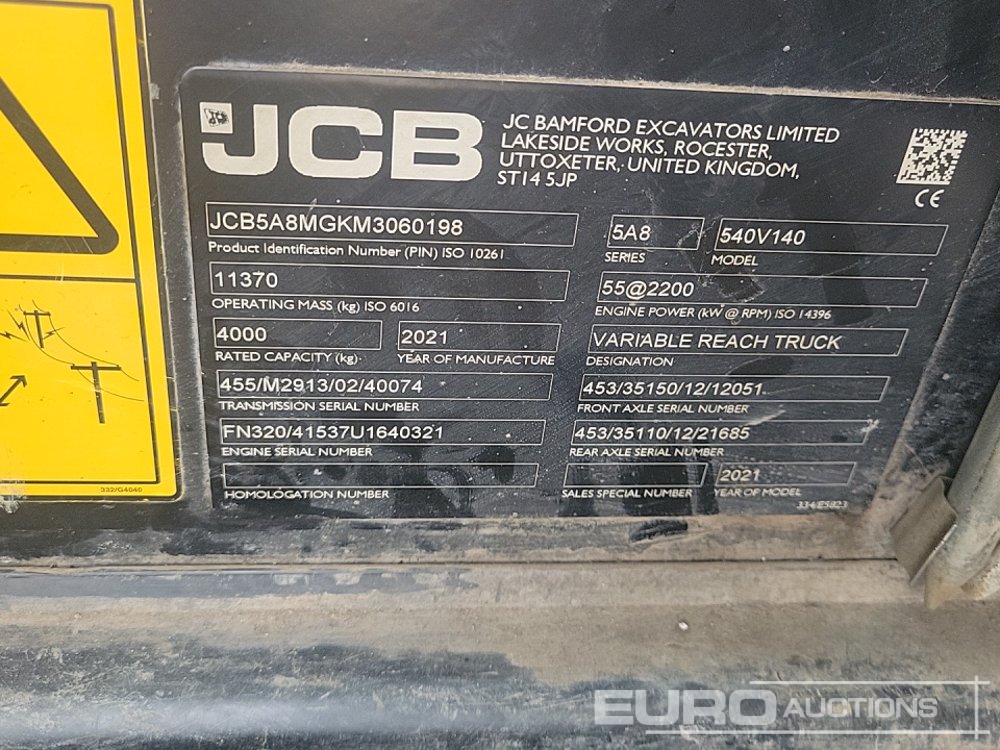 JCB
JC BAMFORD EXCAVATORS LIMITED
LAKESIDE WORKS, ROCESTER,
UTTOXETER, UNITED KINGDOM,
ST14 5JP
CE
JCB5A8MGKM3060198
Product Identification Number (PIN) ISO 10261
5A8
SERIES
540V140
MODEL
11370
OPERATING MASS (kg) ISO 6016
55@2200
ENGINE POWER (kW @ RPM) ISO 14396
4000
RATED CAPACITY (kg)
2021
YEAR OF MANUFACTURE
VARIABLE REACH TRUCK
DESIGNATION
455/M2913/02/40074
TRANSMISSION SERIAL NUMBER
453/35150/12/12051
FRONT AXLE SERIAL NUMBER
FN320/41537U1640321
ENGINE SERIAL NUMBER
453/35110/12/21685
REAR AXLE SERIAL NUMBER
HOMOLOGATION NUMBER
SALES SPECIAL NUMBER
2021
YEAR OF MODEL
334/E5823
332/G4040
EURO AUCTIONS